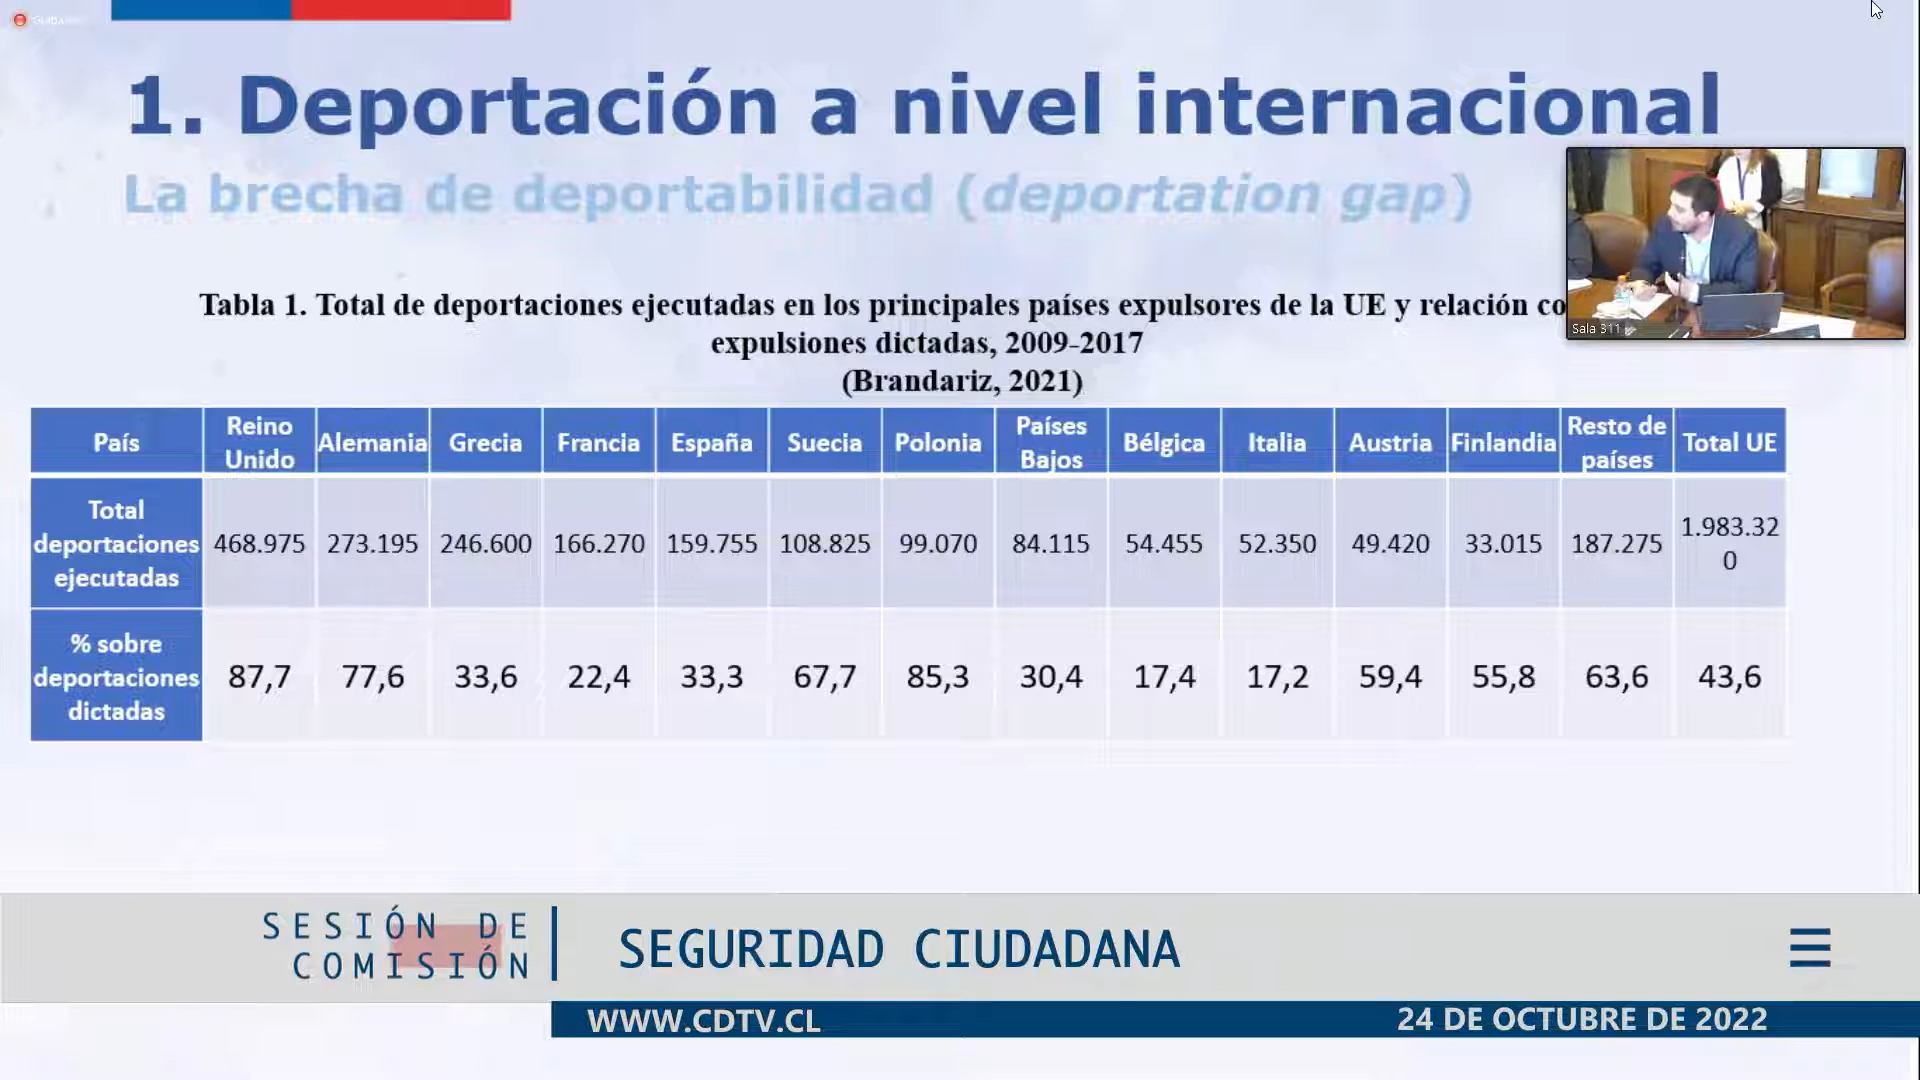 1. Deportación a nivel internacional
La brecha de deportabilidad (deportation gap)
Tabla 1. Total de deportaciones ejecutadas en los principales países expulsores de la UE y relación
expulsiones dictadas, 2009-2017
(Brandariz, 2021)
Sala 311
País Reino Unido Alemania Grecia Francia España Suecia Polonia Países Bajos Bélgica Italia Austria Finlandia Resto de países Total UE
Total deportaciones ejecutadas 468.975 273.195 246.600 166.270 159.755 108.825 99.070 84.115 54.455 52.350 49.420 33.015 187.275 1.983.320
% sobre deportaciones dictadas 87,7 77,6 33,6 22,4 33,3 67,7 85,3 30,4 17,4 17,2 59,4 55,8 63,6 43,6
SESIÓN DE
COMISIÓN
SEGURIDAD CIUDADANA
WWW.CDTV.CL
24 DE OCTUBRE DE 2022